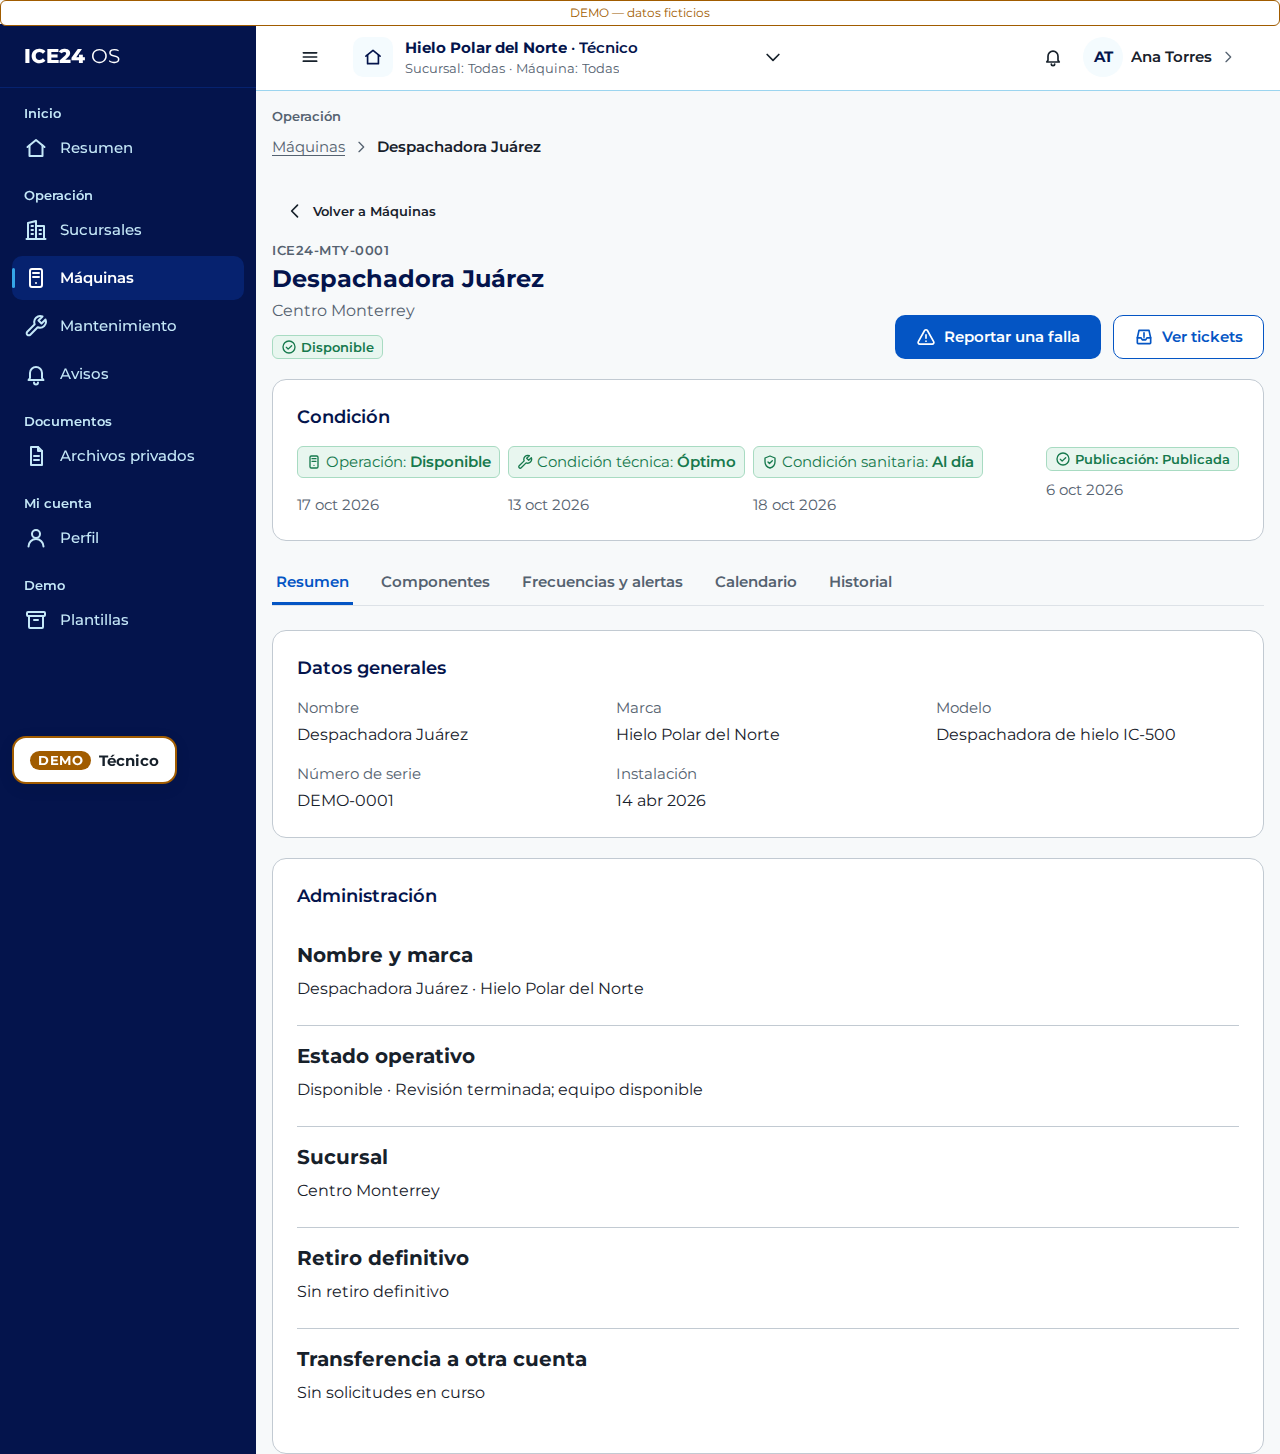 DEMO — datos ficticios
ICE24 OS
Inicio
Resumen
Operación
Sucursales
Máquinas
Mantenimiento
Avisos
Documentos
Archivos privados
Mi cuenta
Perfil
Demo
Plantillas
DEMO Técnico
Hielo Polar del Norte · Técnico
Sucursal: Todas · Máquina: Todas
AT Ana Torres
Operación
Máquinas Despachadora Juárez
Volver a Máquinas
ICE24-MTY-0001
Despachadora Juárez
Centro Monterrey
Disponible
Reportar una falla
Ver tickets
Condición
Operación: Disponible
17 oct 2026
Condición técnica: Óptimo
13 oct 2026
Condición sanitaria: Al día
18 oct 2026
Publicación: Publicada
6 oct 2026
Resumen Componentes Frecuencias y alertas Calendario Historial
Datos generales
Nombre
Despachadora Juárez
Marca
Hielo Polar del Norte
Modelo
Despachadora de hielo IC-500
Número de serie
DEMO-0001
Instalación
14 abr 2026
Administración
Nombre y marca
Despachadora Juárez · Hielo Polar del Norte
Estado operativo
Disponible · Revisión terminada; equipo disponible
Sucursal
Centro Monterrey
Retiro definitivo
Sin retiro definitivo
Transferencia a otra cuenta
Sin solicitudes en curso